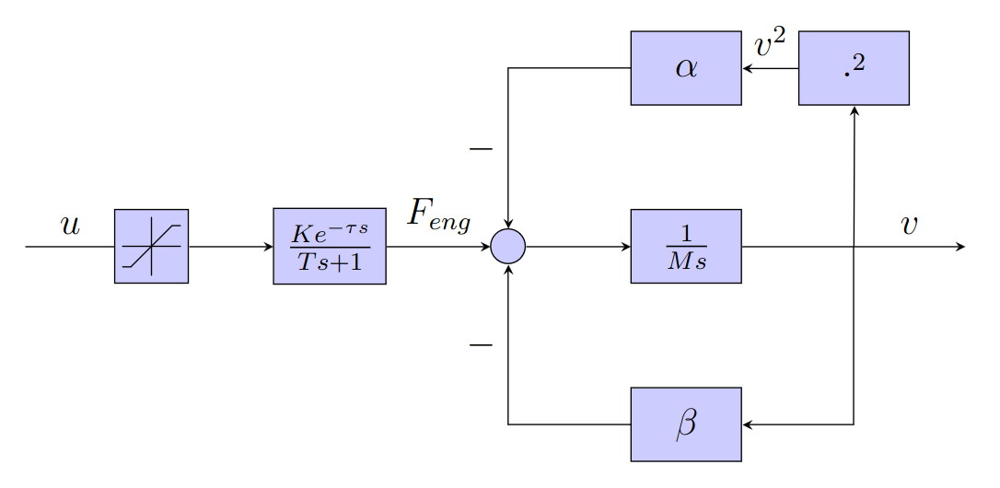 v²
α
.²
−
u
F_eng
v
Ke^{-τs}
Ts+1
1
Ms
−
β